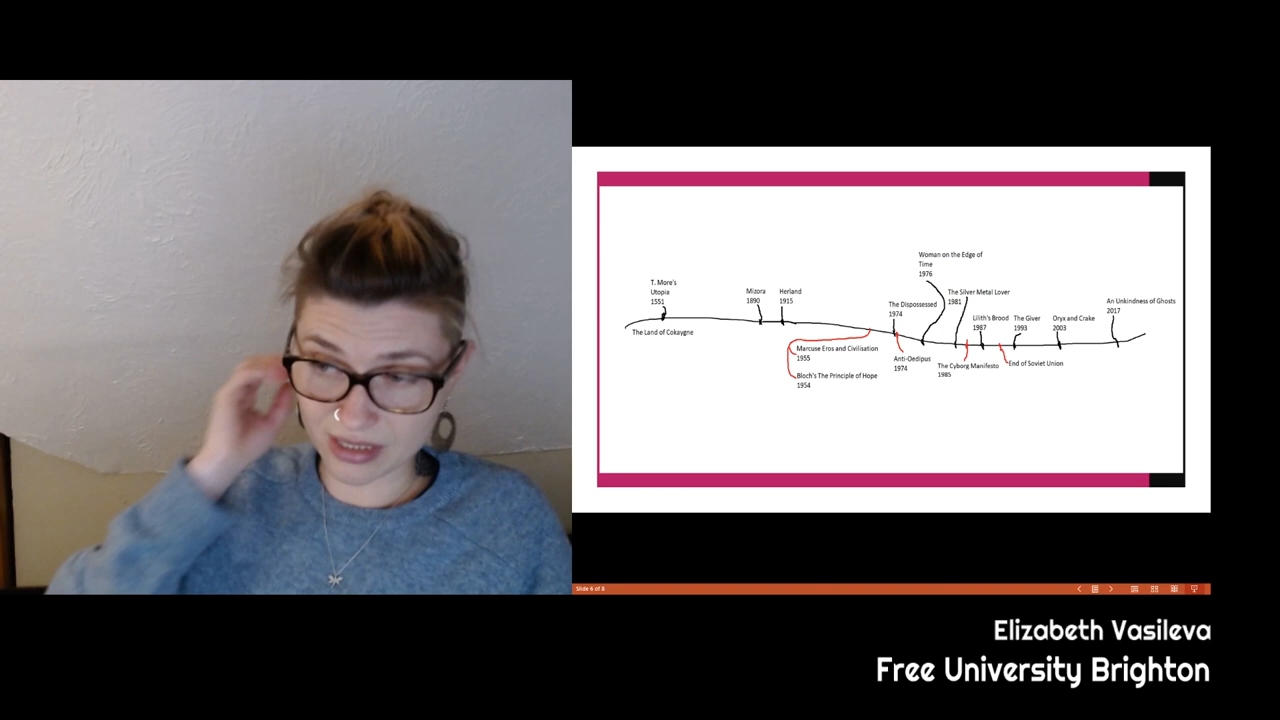 Woman on the Edge of
Time
1976
T. More's
Utopia
1551
Mizora
1890
Herland
1915
The Silver Metal Lover
1981
The Dispossessed
1974
An Unkindness of Ghosts
2017
Lilith's Brood
1987
The Giver
1993
Oryx and Crake
2003
The Land of Cokaygne
Marcuse Eros and Civilisation
1955
Bloch's The Principle of Hope
1954
Anti-Oedipus
1974
The Cyborg Manifesto
1985
End of Soviet Union
Slide 6 of 8
Elizabeth Vasileva
Free University Brighton